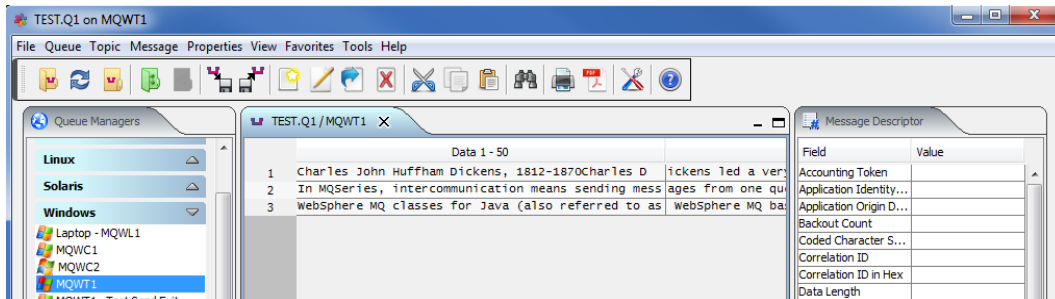 TEST.Q1 on MQWT1
File Queue Topic Message Properties View Favorites Tools Help
PDF
Queue Managers
TEST.Q1/MQWT1
Message Descriptor
Linux
Solaris
Windows
Laptop - MQWL1
MQWC1
MQWC2
MQWT1
Data 1 - 50
1 Charles John Huffham Dickens, 1812-1870Charles D ickens led a very
2 In MQSeries, intercommunication means sending mess ages from one qu
3 WebSphere MQ classes for Java (also referred to as WebSphere MQ ba
Field Value
Accounting Token
Application Identity...
Application Origin D...
Backout Count
Coded Character S...
Correlation ID
Correlation ID in Hex
Data Length